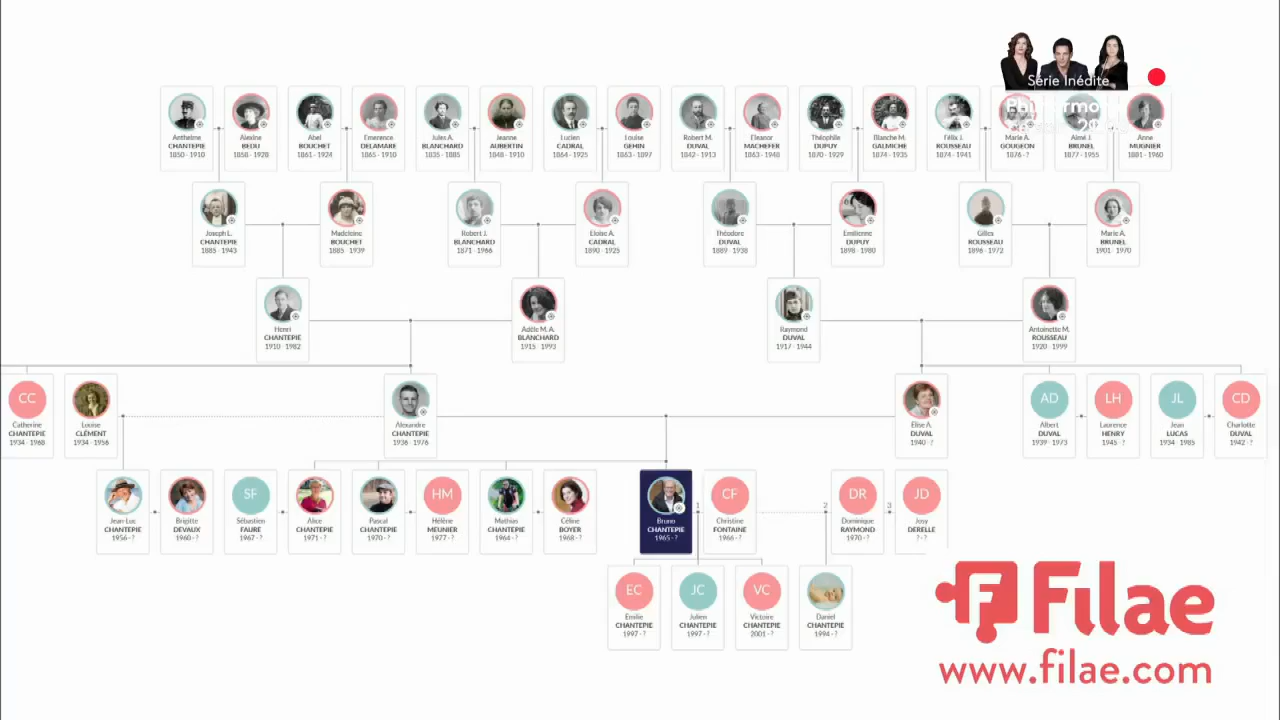 Série Inédite
Antheime
CHANTEPIE
1850 - 1910
Alexine
BEDU
1858 - 1928
Abel
BOUCHET
1861 - 1924
Emerence
DELAMARE
1865 - 1910
Jules A.
BLANCHARD
1835 - 1885
Jeanne
AUBERTIN
1848 - 1910
Lucien
CADRAL
1864 - 1925
Louise
GEHIN
1863 - 1897
Robert M.
DUVAL
1842 - 1913
Eleanor
MACHEFER
1863 - 1948
Théophile
DUPUY
1870 - 1929
Blanche M.
GALMICHE
1874 - 1935
Félix J.
ROUSSEAU
1874 - 1941
Marie A.
GOUGEON
1876 - ?
Aimé J.
BRUNEL
1877 - 1955
Anne
MUGNIER
1881 - 1960
Joseph L.
CHANTEPIE
1885 - 1943
Madeleine
BOUCHET
1885 - 1939
Robert J.
BLANCHARD
1871 - 1966
Eloïse A.
CADRAL
1890 - 1925
Théodore
DUVAL
1889 - 1938
Emilienne
DUPUY
1898 - 1980
Gilles
ROUSSEAU
1896 - 1972
Marie A.
BRUNEL
1901 - 1970
Henri
CHANTEPIE
1910 - 1982
Adèle M. A.
BLANCHARD
1915 - 1993
Raymond
DUVAL
1917 - 1944
Antoinette M.
ROUSSEAU
1920 - 1999
CC
Catherine
CHANTEPIE
1934 - 1968
Louise
CLÉMENT
1934 - 1956
Alexandre
CHANTEPIE
1936 - 1976
Elise A.
DUVAL
1940 - ?
AD
Albert
DUVAL
1939 - 1973
LH
Laurence
HENRY
1945 - ?
JL
Jean
LUCAS
1934 - 1985
CD
Charlotte
DUVAL
1942 - ?
Jean-Luc
CHANTEPIE
1956 - ?
Brigitte
DEVAUX
1960 - ?
SF
Sébastien
FAURE
1967 - ?
Alice
CHANTEPIE
1971 - ?
Pascal
CHANTEPIE
1970 - ?
HM
Hélène
MEUNIER
1977 - ?
Mathias
CHANTEPIE
1964 - ?
Céline
BOYER
1968 - ?
Bruno
CHANTEPIE
1965 - ?
1
CF
Christine
FONTAINE
1966 - ?
2
DR
Dominique
RAYMOND
1970 - ?
3
JD
Josy
DERELLE
? - ?
EC
Emilie
CHANTEPIE
1997 - ?
JC
Julien
CHANTEPIE
1997 - ?
VC
Victoire
CHANTEPIE
2001 - ?
Daniel
CHANTEPIE
1994 - ?
Filae
www.filae.com